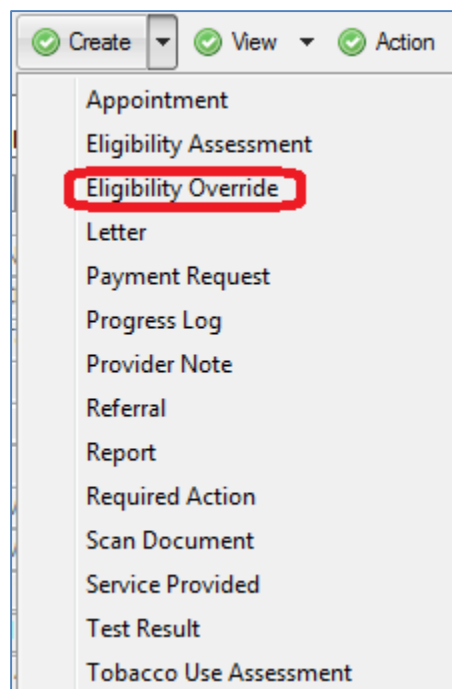 Create View Action
Appointment
Eligibility Assessment
Eligibility Override
Letter
Payment Request
Progress Log
Provider Note
Referral
Report
Required Action
Scan Document
Service Provided
Test Result
Tobacco Use Assessment